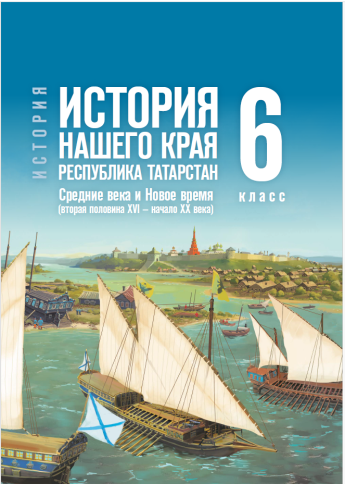 ИСТОРИЯ
ИСТОРИЯ
НАШЕГО КРАЯ
РЕСПУБЛИКА ТАТАРСТАН
Средние века и Новое время
(вторая половина XVI – начало XX века)
6
класс